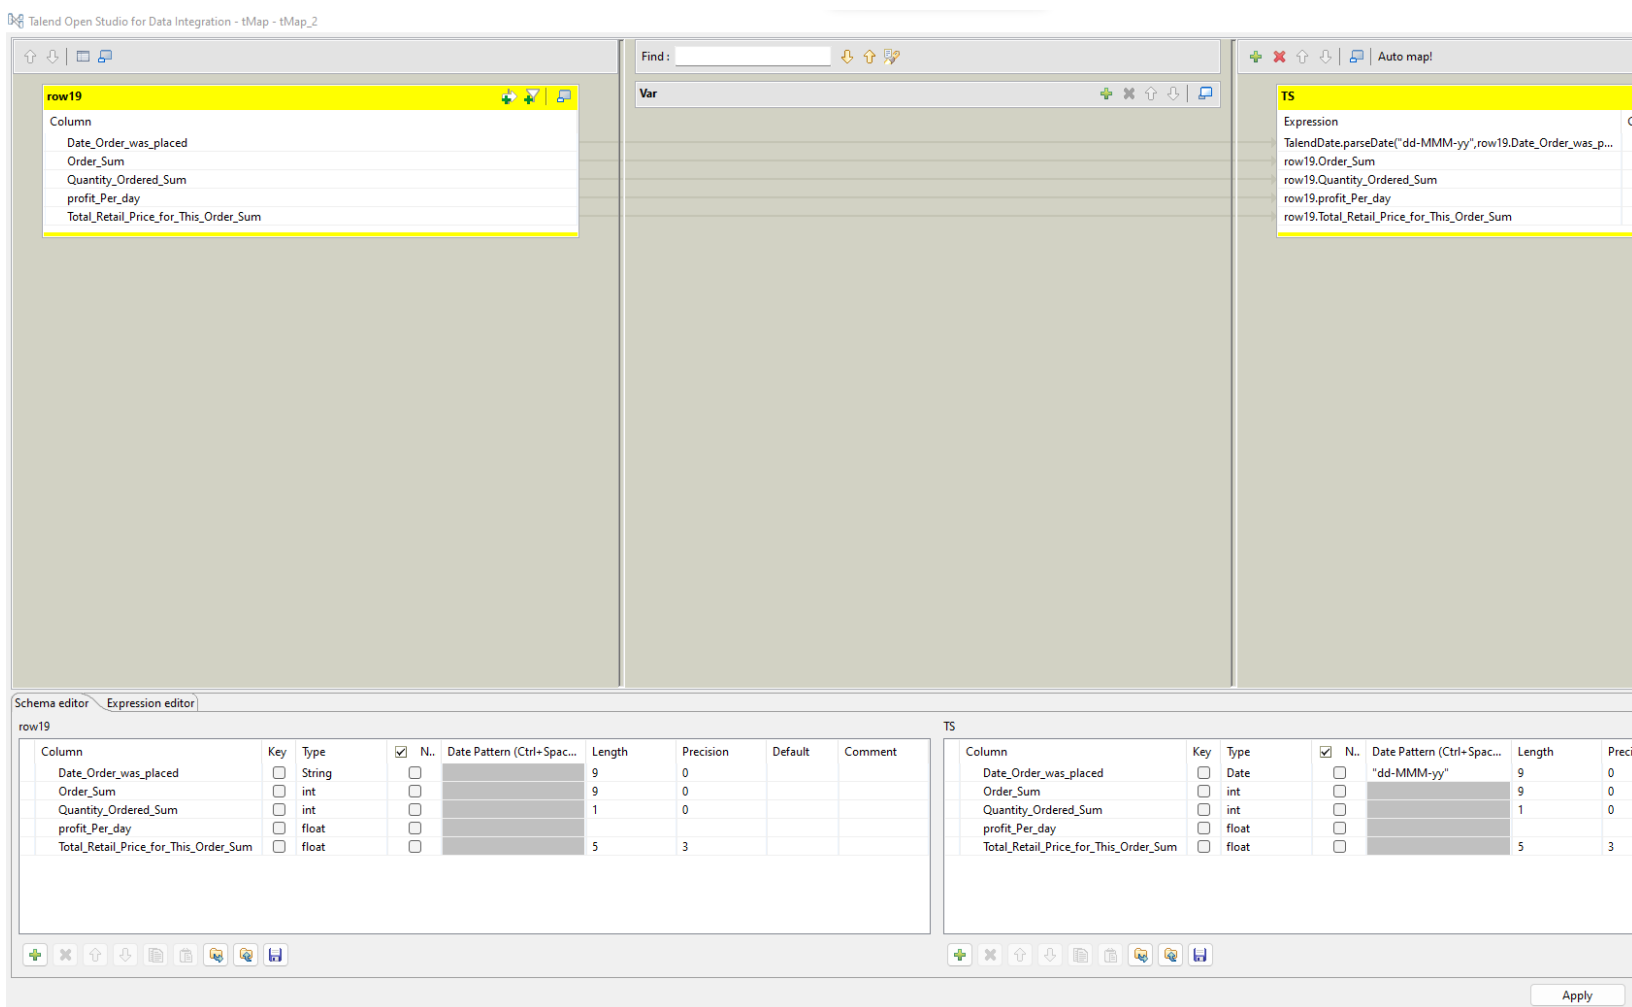 Talend Open Studio for Data Integration - tMap - tMap_2
Find :
Auto map!
row19
Var
TS
Column
Expression
Date_Order_was_placed
TalendDate.parseDate("dd-MMM-yy",row19.Date_Order_was_p...
Order_Sum
row19.Order_Sum
Quantity_Ordered_Sum
row19.Quantity_Ordered_Sum
profit_Per_day
row19.profit_Per_day
Total_Retail_Price_for_This_Order_Sum
row19.Total_Retail_Price_for_This_Order_Sum
Schema editor Expression editor
row19
Column Key Type N.. Date Pattern (Ctrl+Spac... Length Precision Default Comment
Date_Order_was_placed String 9 0
Order_Sum int 9 0
Quantity_Ordered_Sum int 1 0
profit_Per_day float
Total_Retail_Price_for_This_Order_Sum float 5 3
TS
Column Key Type N.. Date Pattern (Ctrl+Spac... Length Preci
Date_Order_was_placed Date "dd-MMM-yy" 9 0
Order_Sum int 9 0
Quantity_Ordered_Sum int 1 0
profit_Per_day float
Total_Retail_Price_for_This_Order_Sum float 5 3
Apply